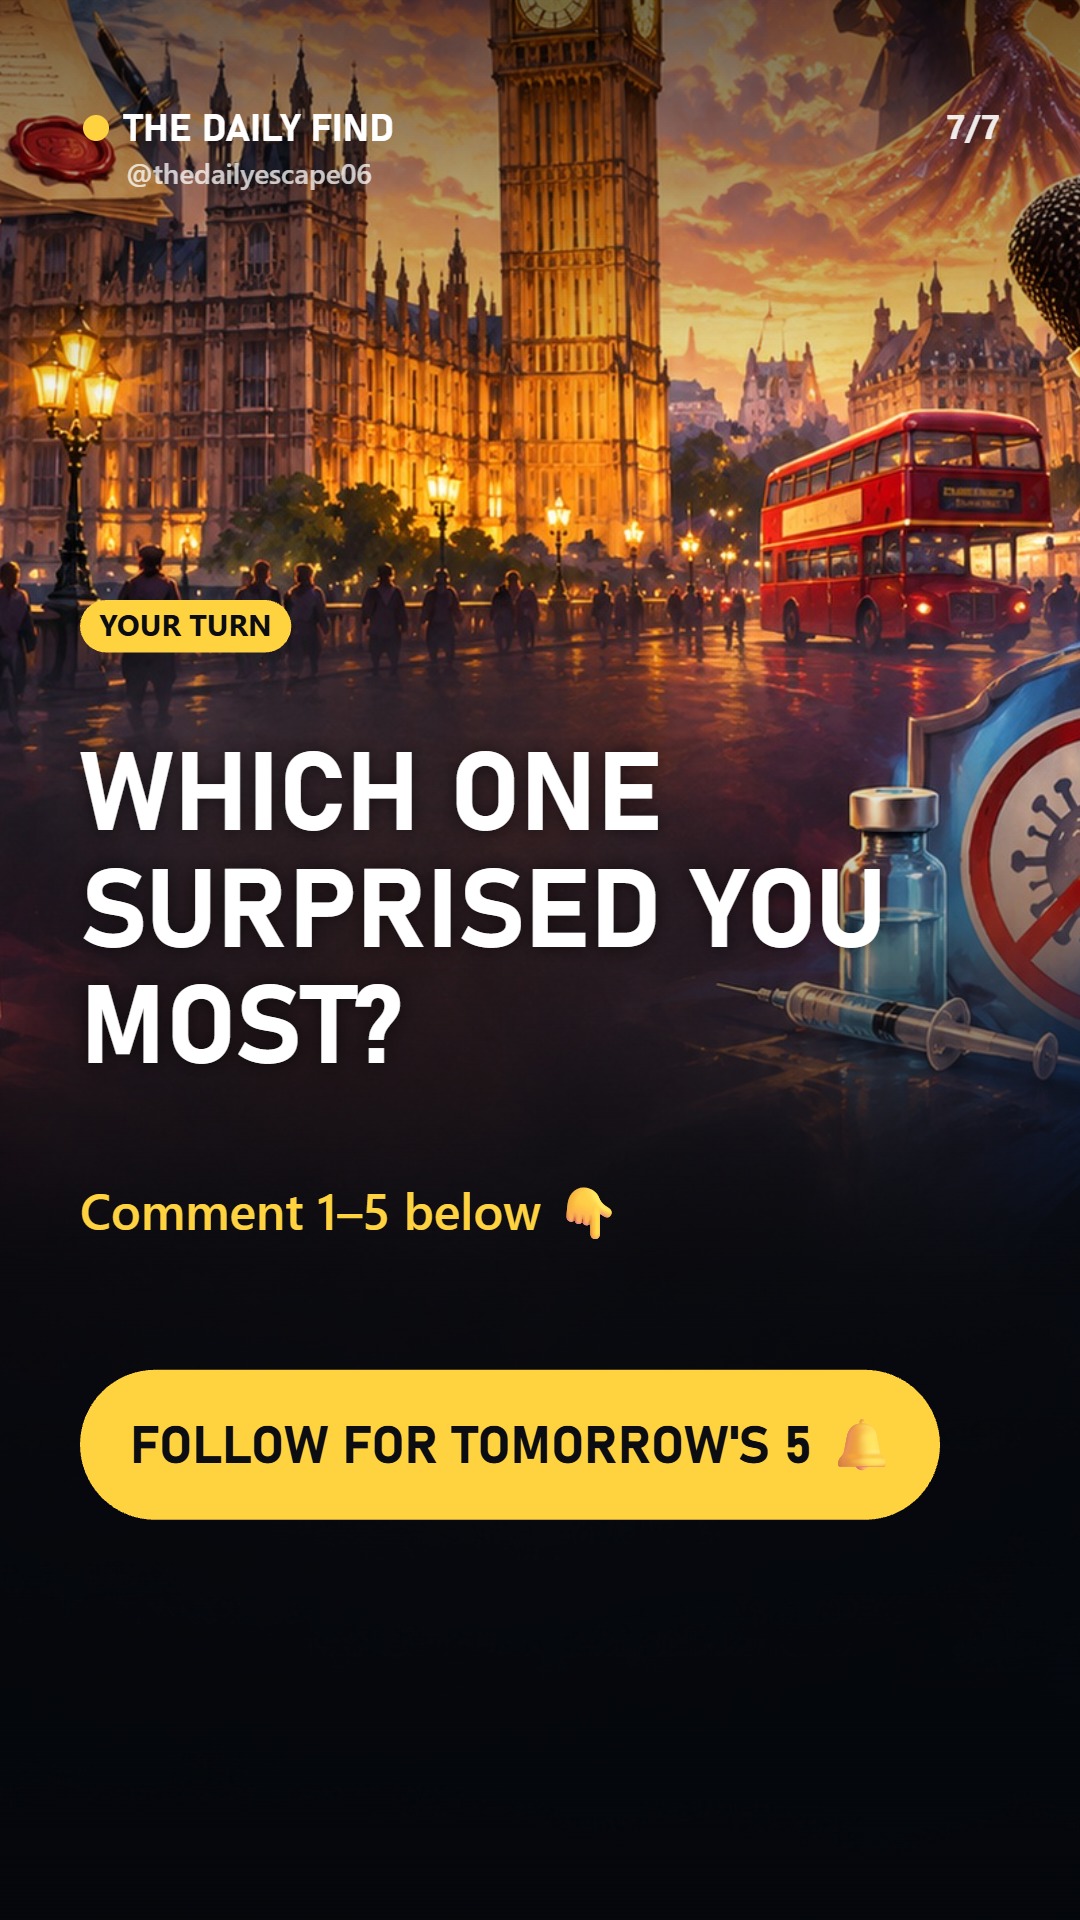 THE DAILY FIND
7/7
@thedailyescape06
YOUR TURN
WHICH ONE
SURPRISED YOU
MOST?
Comment 1–5 below 👇
FOLLOW FOR TOMORROW'S 5 🔔